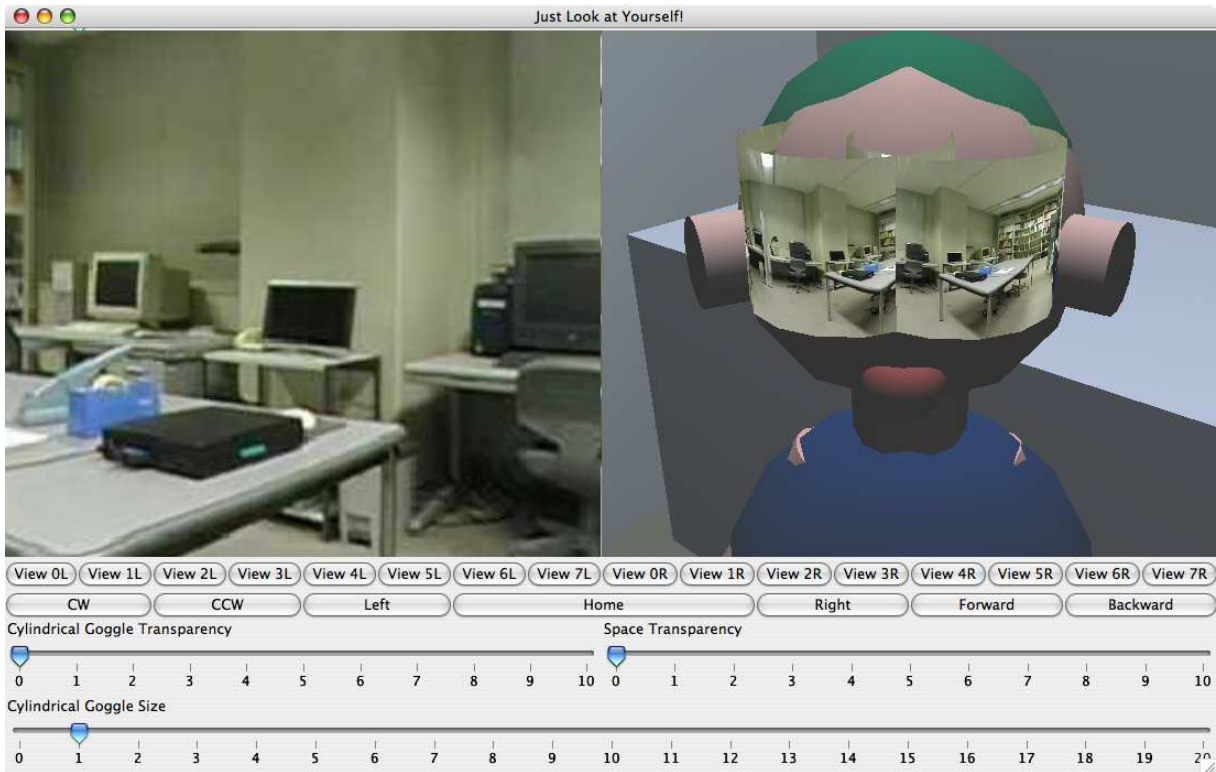 Just Look at Yourself!
View 0L View 1L View 2L View 3L View 4L View 5L View 6L View 7L View 0R View 1R View 2R View 3R View 4R View 5R View 6R View 7R
CW CCW Left Home Right Forward Backward
Cylindrical Goggle Transparency Space Transparency
0 1 2 3 4 5 6 7 8 9 10 0 1 2 3 4 5 6 7 8 9 10
Cylindrical Goggle Size
0 1 2 3 4 5 6 7 8 9 10 11 12 13 14 15 16 17 18 19 20